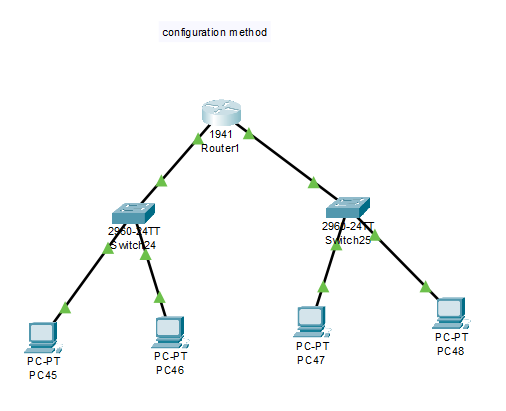 configuration method
1941
Router1
2960-24TT
Switch24
2960-24TT
Switch25
PC-PT
PC45
PC-PT
PC46
PC-PT
PC47
PC-PT
PC48